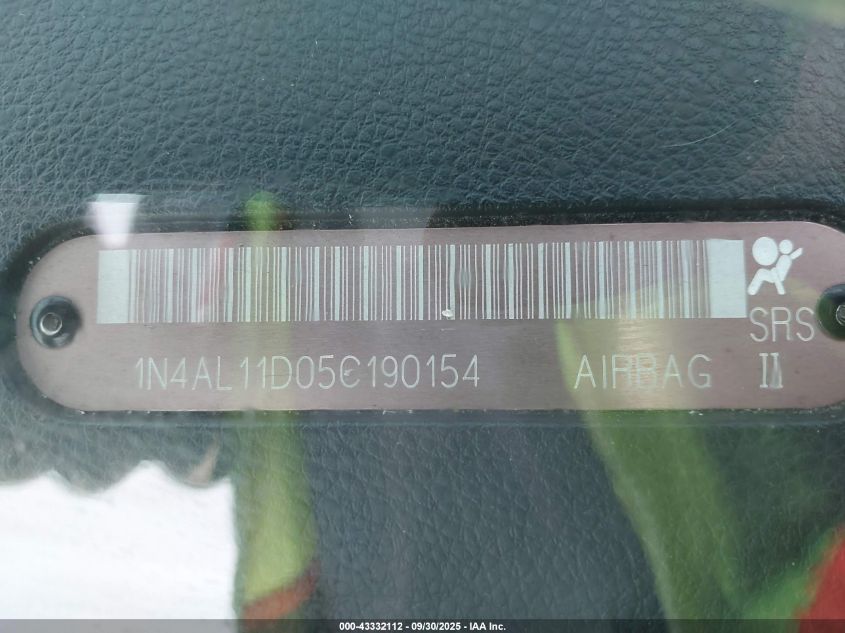 1N4AL11D05C190154 AIRBAG
SRS
II
000-43332112 - 09/30/2025 - IAA Inc.